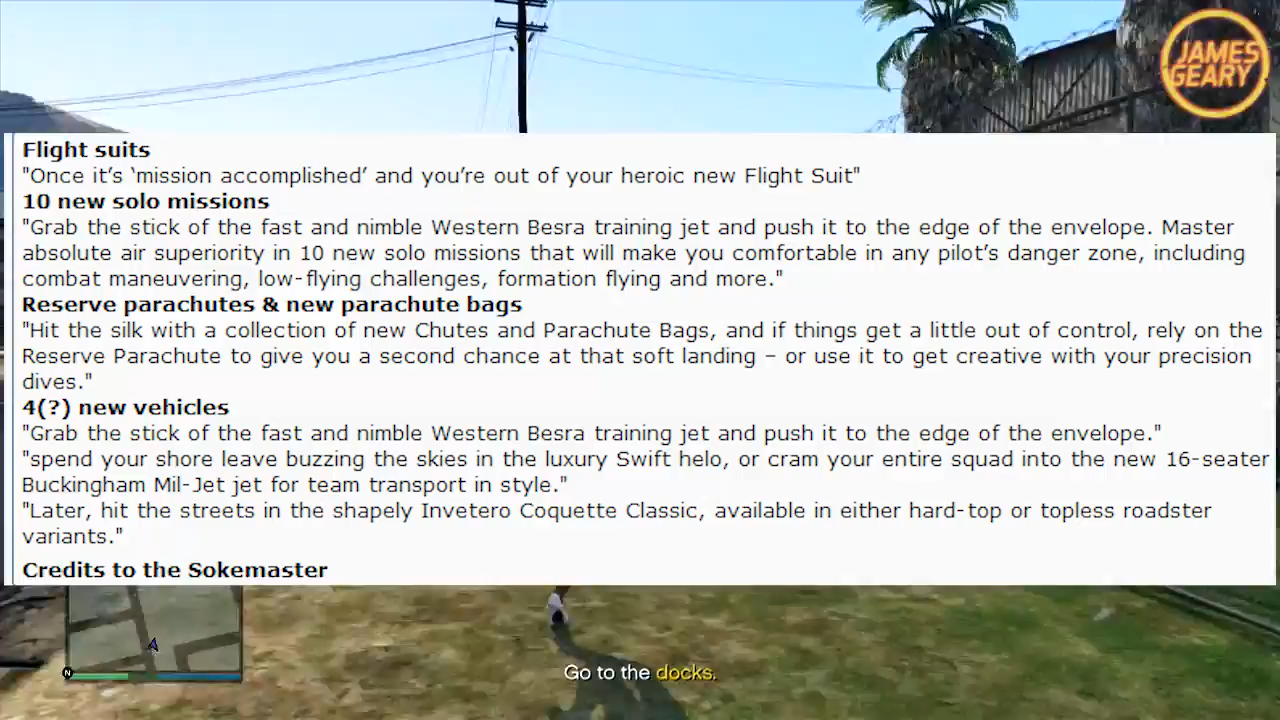 JAMES
GEARY
Flight suits
"Once it's ‘mission accomplished’ and you’re out of your heroic new Flight Suit"
10 new solo missions
"Grab the stick of the fast and nimble Western Besra training jet and push it to the edge of the envelope. Master
absolute air superiority in 10 new solo missions that will make you comfortable in any pilot’s danger zone, including
combat maneuvering, low-flying challenges, formation flying and more."
Reserve parachutes & new parachute bags
"Hit the silk with a collection of new Chutes and Parachute Bags, and if things get a little out of control, rely on the
Reserve Parachute to give you a second chance at that soft landing – or use it to get creative with your precision
dives."
4(?) new vehicles
"Grab the stick of the fast and nimble Western Besra training jet and push it to the edge of the envelope."
"spend your shore leave buzzing the skies in the luxury Swift helo, or cram your entire squad into the new 16-seater
Buckingham Mil-Jet jet for team transport in style."
"Later, hit the streets in the shapely Invetero Coquette Classic, available in either hard-top or topless roadster
variants."
Credits to the Sokemaster
N
Go to the docks.